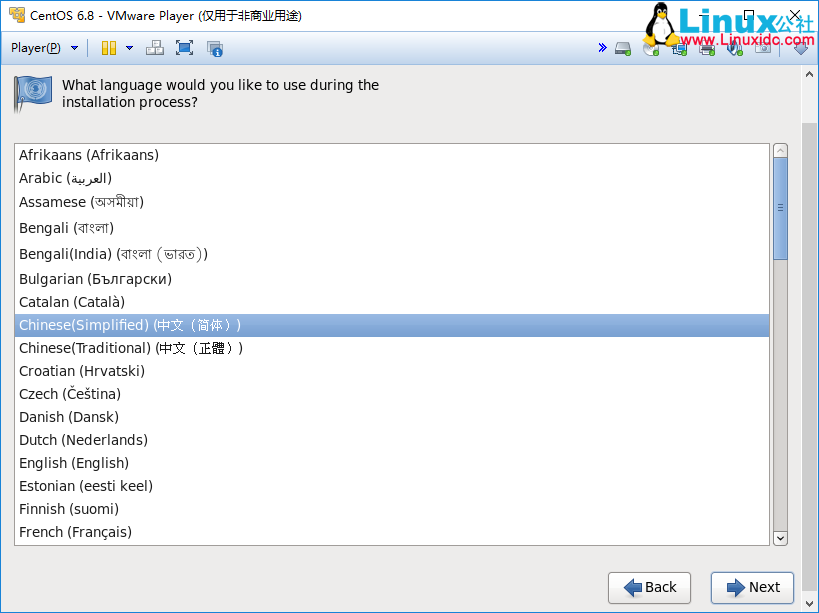 CentOS 6.8 - VMware Player (仅用于非商业用途)
Linux公社
www.Linuxidc.com
Player(P)
What language would you like to use during the
installation process?
Afrikaans (Afrikaans)
Arabic (العربية)
Assamese (অসমীয়া)
Bengali (বাংলা)
Bengali(India) (বাংলা (ভারত))
Bulgarian (Български)
Catalan (Català)
Chinese(Simplified) (中文（简体）)
Chinese(Traditional) (中文（正體）)
Croatian (Hrvatski)
Czech (Čeština)
Danish (Dansk)
Dutch (Nederlands)
English (English)
Estonian (eesti keel)
Finnish (suomi)
French (Français)
Back
Next